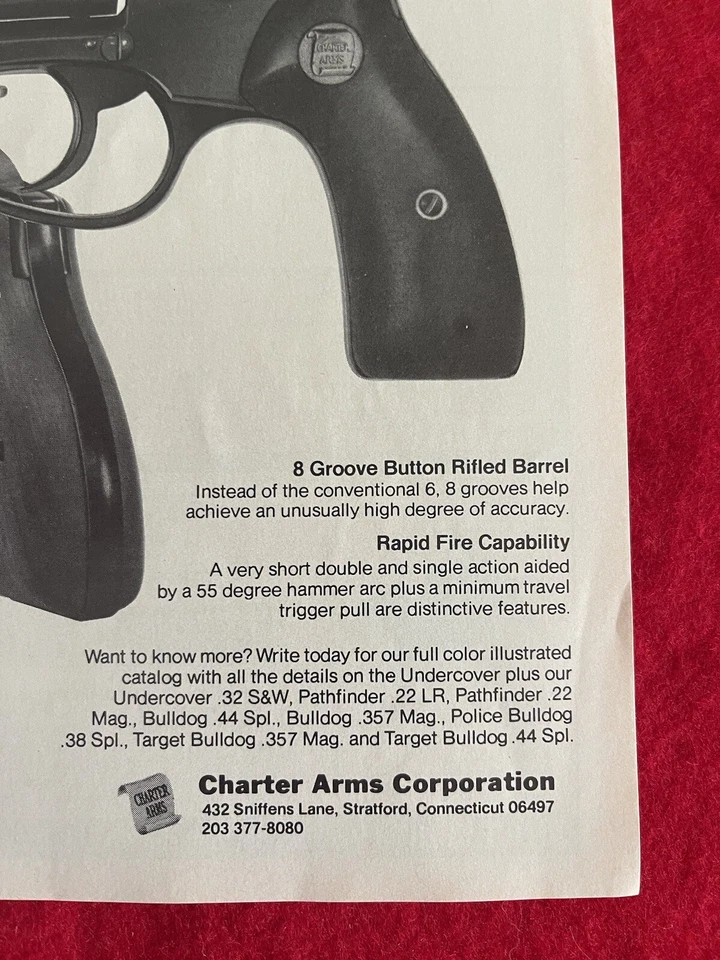 CHARTER
ARMS
8 Groove Button Rifled Barrel
Instead of the conventional 6, 8 grooves help
achieve an unusually high degree of accuracy.
Rapid Fire Capability
A very short double and single action aided
by a 55 degree hammer arc plus a minimum travel
trigger pull are distinctive features.
Want to know more? Write today for our full color illustrated
catalog with all the details on the Undercover plus our
Undercover .32 S&W, Pathfinder .22 LR, Pathfinder .22
Mag., Bulldog .44 Spl., Bulldog .357 Mag., Police Bulldog
.38 Spl., Target Bulldog .357 Mag. and Target Bulldog .44 Spl.
CHARTER
ARMS
Charter Arms Corporation
432 Sniffens Lane, Stratford, Connecticut 06497
203 377-8080